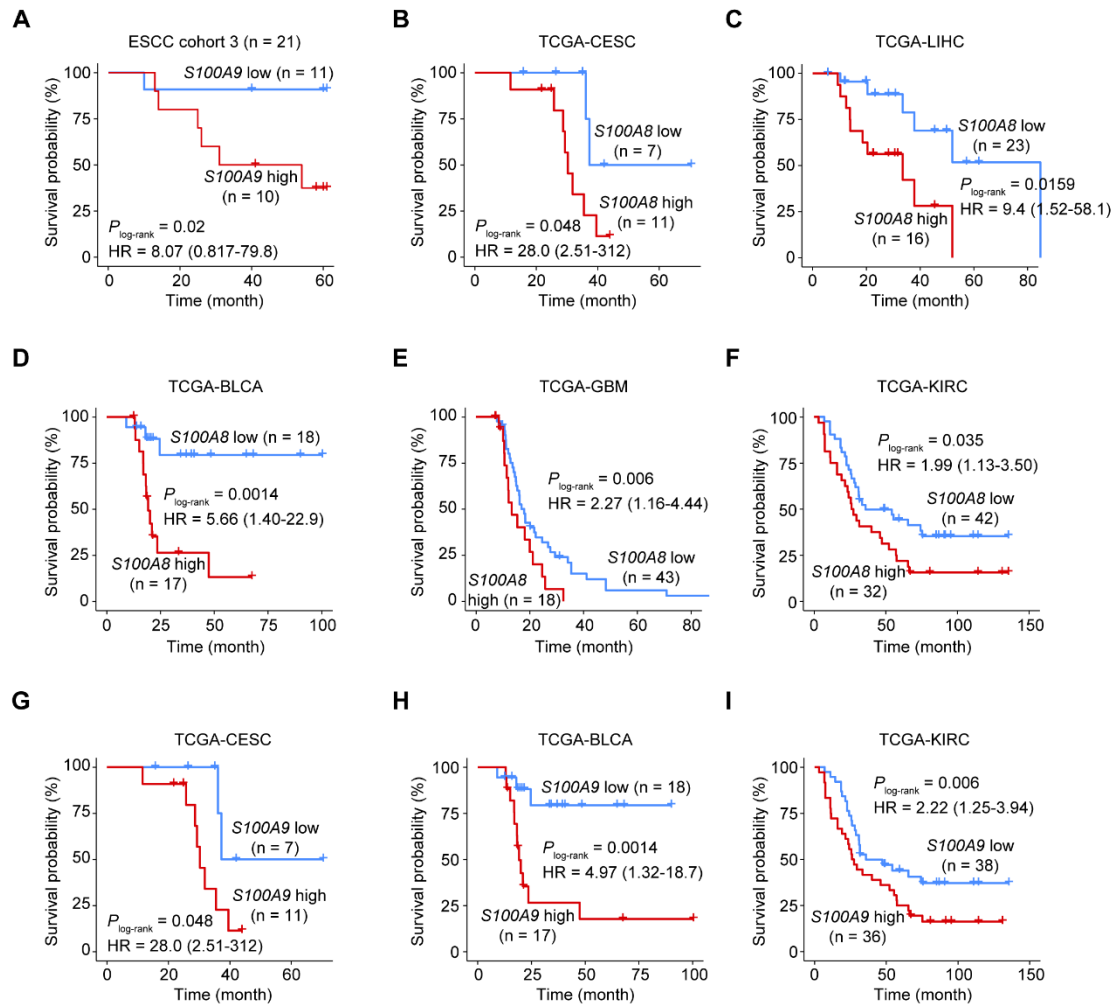 A
ESCC cohort 3 (n = 21)
Survival probability (%)
100
75
50
25
0
S100A9 low (n = 11)
S100A9 high
(n = 10)
P log-rank = 0.02
HR = 8.07 (0.817-79.8)
0 20 40 60
Time (month)
B
TCGA-CESC
Survival probability (%)
100
75
50
25
0
S100A8 low
(n = 7)
S100A8 high
(n = 11)
P log-rank = 0.048
HR = 28.0 (2.51-312)
0 20 40 60
Time (month)
C
TCGA-LIHC
Survival probability (%)
100
75
50
25
0
S100A8 low
(n = 23)
P log-rank = 0.0159
HR = 9.4 (1.52-58.1)
S100A8 high
(n = 16)
0 20 40 60 80
Time (month)
D
TCGA-BLCA
Survival probability (%)
100
75
50
25
0
S100A8 low (n = 18)
P log-rank = 0.0014
HR = 5.66 (1.40-22.9)
S100A8 high
(n = 17)
0 25 50 75 100
Time (month)
E
TCGA-GBM
Survival probability (%)
100
75
50
25
0
P log-rank = 0.006
HR = 2.27 (1.16-4.44)
S100A8 low
(n = 43)
S100A8
high (n = 18)
0 20 40 60 80
Time (month)
F
TCGA-KIRC
Survival probability (%)
100
75
50
25
0
P log-rank = 0.035
HR = 1.99 (1.13-3.50)
S100A8 low
(n = 42)
S100A8 high
(n = 32)
0 50 100 150
Time (month)
G
TCGA-CESC
Survival probability (%)
100
75
50
25
0
S100A9 low
(n = 7)
S100A9 high
(n = 11)
P log-rank = 0.048
HR = 28.0 (2.51-312)
0 20 40 60
Time (month)
H
TCGA-BLCA
Survival probability (%)
100
75
50
25
0
S100A9 low (n = 18)
P log-rank = 0.0014
HR = 4.97 (1.32-18.7)
S100A9 high
(n = 17)
0 25 50 75 100
Time (month)
I
TCGA-KIRC
Survival probability (%)
100
75
50
25
0
P log-rank = 0.006
HR = 2.22 (1.25-3.94)
S100A9 low
(n = 38)
S100A9 high
(n = 36)
0 50 100 150
Time (month)